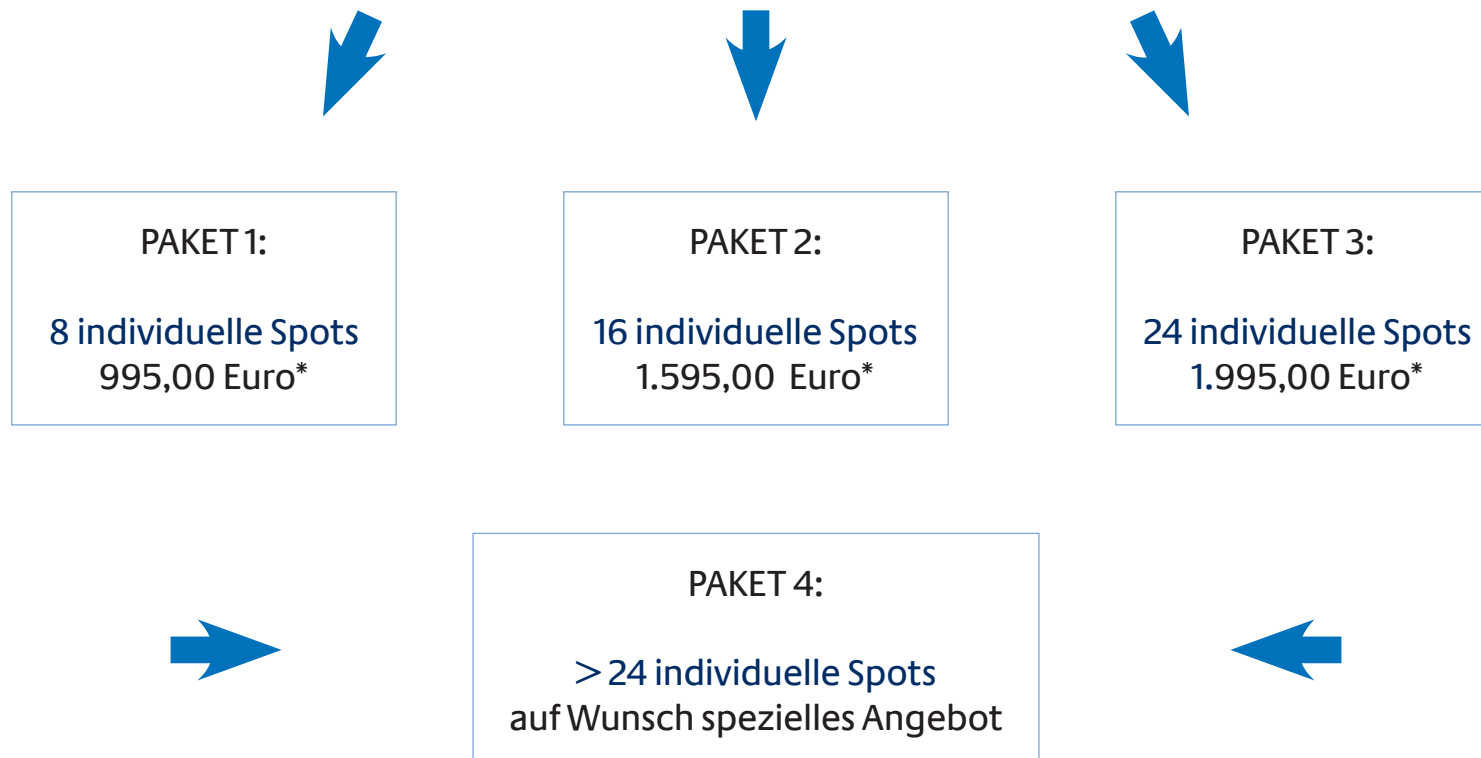 PAKET 1:
8 individuelle Spots
995,00 Euro*
PAKET 2:
16 individuelle Spots
1.595,00 Euro*
PAKET 3:
24 individuelle Spots
1.995,00 Euro*
PAKET 4:
> 24 individuelle Spots
auf Wunsch spezielles Angebot